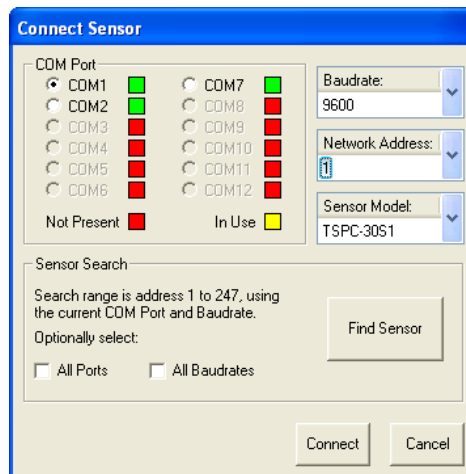 Connect Sensor
COM Port
COM1
COM2
COM3
COM4
COM5
COM6
COM7
COM8
COM9
COM10
COM11
COM12
Not Present
In Use
Baudrate:
9600
Network Address:
1
Sensor Model:
TSPC-30S1
Sensor Search
Search range is address 1 to 247, using
the current COM Port and Baudrate.
Optionally select:
All Ports
All Baudrates
Find Sensor
Connect
Cancel